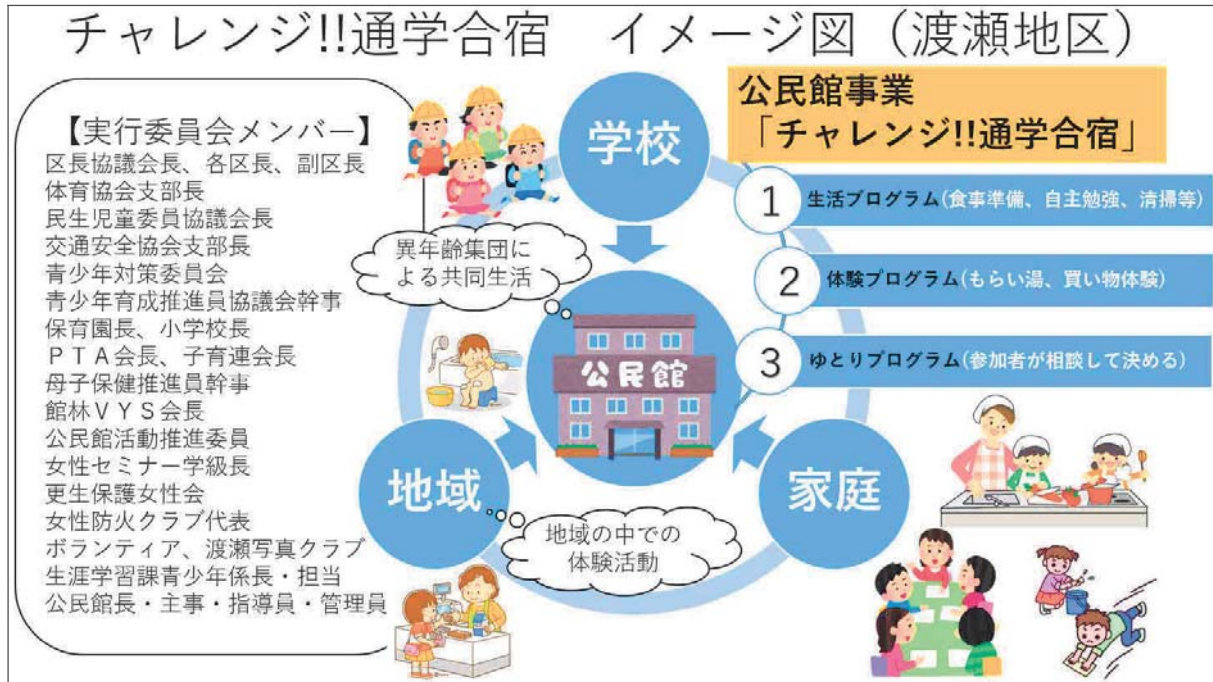 チャレンジ!!通学合宿　イメージ図（渡瀬地区）
【実行委員会メンバー】
区長協議会長、各区長、副区長
体育協会支部長
民生児童委員協議会長
交通安全協会支部長
青少年対策委員会
青少年育成推進員協議会幹事
保育園長、小学校長
ＰＴＡ会長、子育連会長
母子保健推進員幹事
館林ＶＹＳ会長
公民館活動推進委員
女性セミナー学級長
更生保護女性会
女性防火クラブ代表
ボランティア、渡瀬写真クラブ
生涯学習課青少年係長・担当
公民館長・主事・指導員・管理員
学校
異年齢集団に
よる共同生活
公民館
地域
家庭
地域の中での
体験活動
公民館事業
「チャレンジ!!通学合宿」
1 生活プログラム(食事準備、自主勉強、清掃等)
2 体験プログラム(もらい湯、買い物体験)
3 ゆとりプログラム(参加者が相談して決める)